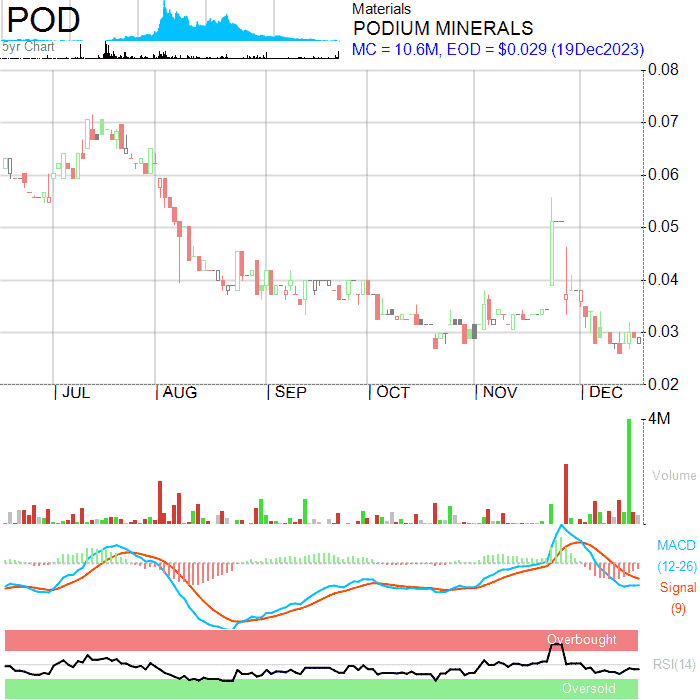 POD
5yr Chart
Materials
PODIUM MINERALS
MC = 10.6M, EOD = $0.029 (19Dec2023)
0.08
0.07
0.06
0.05
0.04
0.03
0.02
JUL AUG SEP OCT NOV DEC
4M
Volume
MACD
(12-26)
Signal
(9)
Overbought
RSI(14)
Oversold